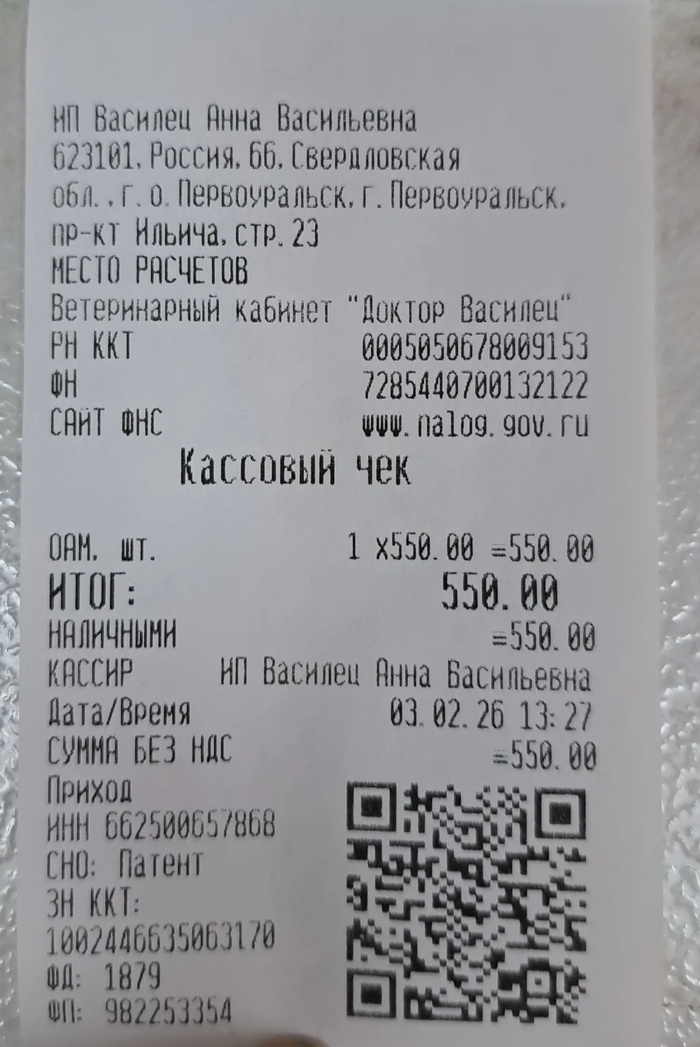 ИП Василец Анна Васильевна
623101, Россия, 66, Свердловская
обл., г. о. Первоуральск, г. Первоуральск,
пр-кт Ильича, стр. 23
МЕСТО РАСЧЕТОВ
Ветеринарный кабинет "Доктор Василец"
РН ККТ 0005050678009153
ФН 7285440700132122
САЙТ ФНС www.nalog.gov.ru
Кассовый чек
ОАМ, шт. 1 x550.00 =550.00
ИТОГ: 550.00
НАЛИЧНЫМИ =550.00
КАССИР ИП Василец Анна Васильевна
Дата/Время 03.02.26 13:27
СУММА БЕЗ НДС =550.00
Приход
ИНН 662500657868
СНО: Патент
ЗН ККТ:
1002446635063170
ФД: 1879
ФП: 982253354